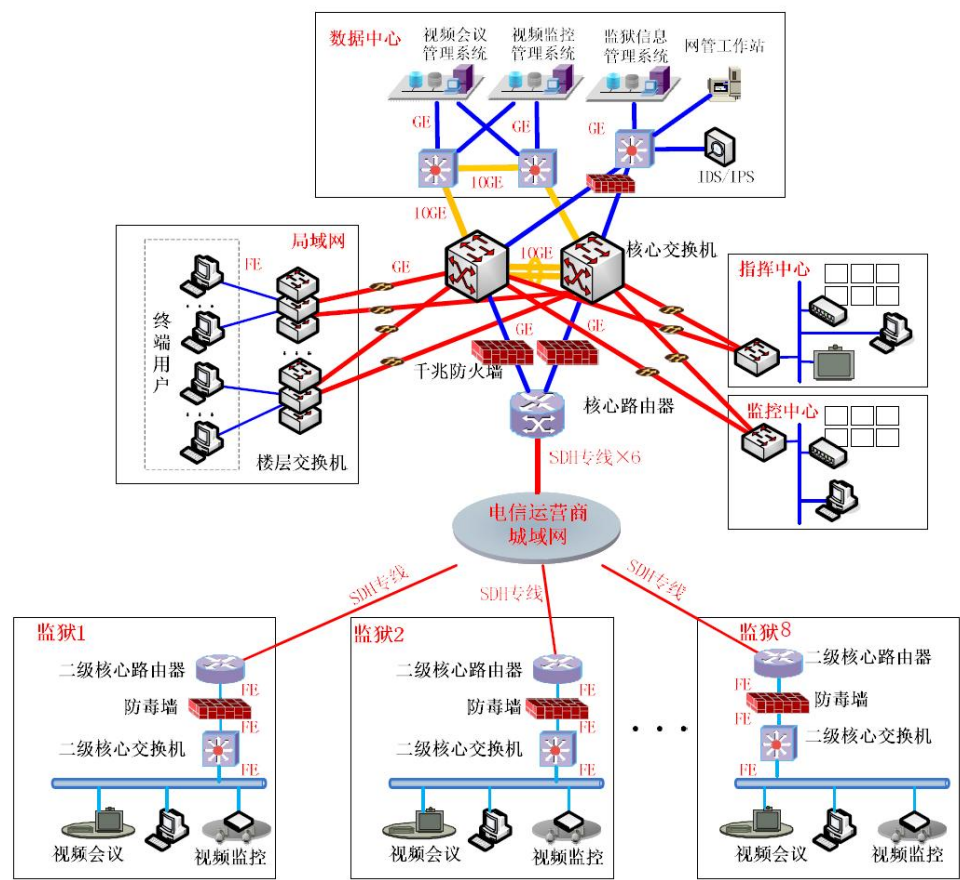 数据中心
视频会议
管理系统
视频监控
管理系统
监狱信息
管理系统
网管工作站
GE
GE
GE
IDS/IPS
10GE
10GE
局域网
FE
终端用户
GE
10GE
核心交换机
指挥中心
GE
GE
千兆防火墙
核心路由器
监控中心
楼层交换机
SDH专线×6
电信运营商
城域网
SDH专线
SDH专线
SDH专线
监狱1
二级核心路由器
FE
防毒墙
FE
二级核心交换机
FE
视频会议
视频监控
监狱2
二级核心路由器
FE
防毒墙
FE
二级核心交换机
FE
视频会议
视频监控
监狱8
二级核心路由器
FE
防毒墙
FE
二级核心交换机
FE
视频会议
视频监控